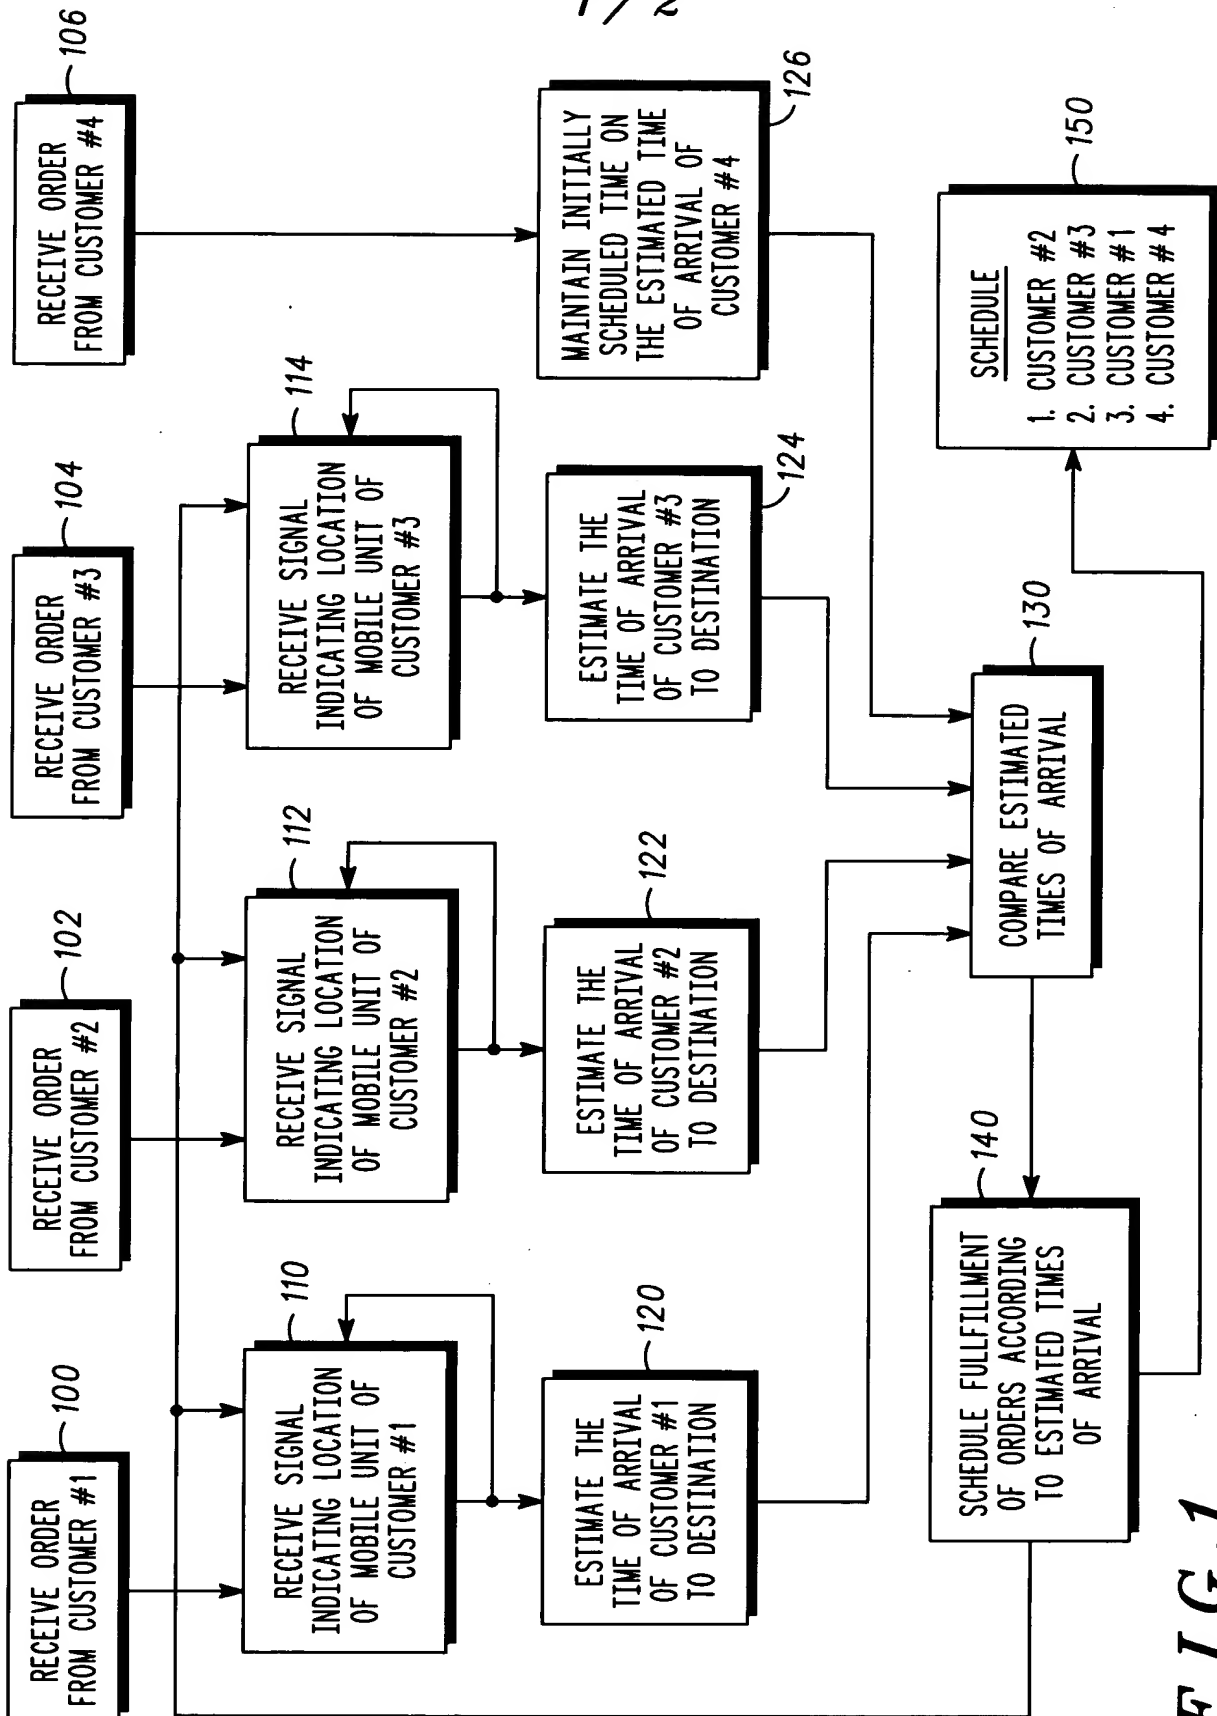 1/2
RECEIVE ORDER
FROM CUSTOMER #1
100
RECEIVE ORDER
FROM CUSTOMER #2
102
RECEIVE ORDER
FROM CUSTOMER #3
104
RECEIVE ORDER
FROM CUSTOMER #4
106
RECEIVE SIGNAL
INDICATING LOCATION
OF MOBILE UNIT OF
CUSTOMER #1
110
RECEIVE SIGNAL
INDICATING LOCATION
OF MOBILE UNIT OF
CUSTOMER #2
112
RECEIVE SIGNAL
INDICATING LOCATION
OF MOBILE UNIT OF
CUSTOMER #3
114
ESTIMATE THE
TIME OF ARRIVAL
OF CUSTOMER #1
TO DESTINATION
120
ESTIMATE THE
TIME OF ARRIVAL
OF CUSTOMER #2
TO DESTINATION
122
ESTIMATE THE
TIME OF ARRIVAL
OF CUSTOMER #3
TO DESTINATION
124
MAINTAIN INITIALLY
SCHEDULED TIME ON
THE ESTIMATED TIME
OF ARRIVAL OF
CUSTOMER #4
126
COMPARE ESTIMATED
TIMES OF ARRIVAL
130
SCHEDULE FULLFILLMENT
OF ORDERS ACCORDING
TO ESTIMATED TIMES
OF ARRIVAL
140
SCHEDULE
1. CUSTOMER #2
2. CUSTOMER #3
3. CUSTOMER #1
4. CUSTOMER #4
150
FIG.1